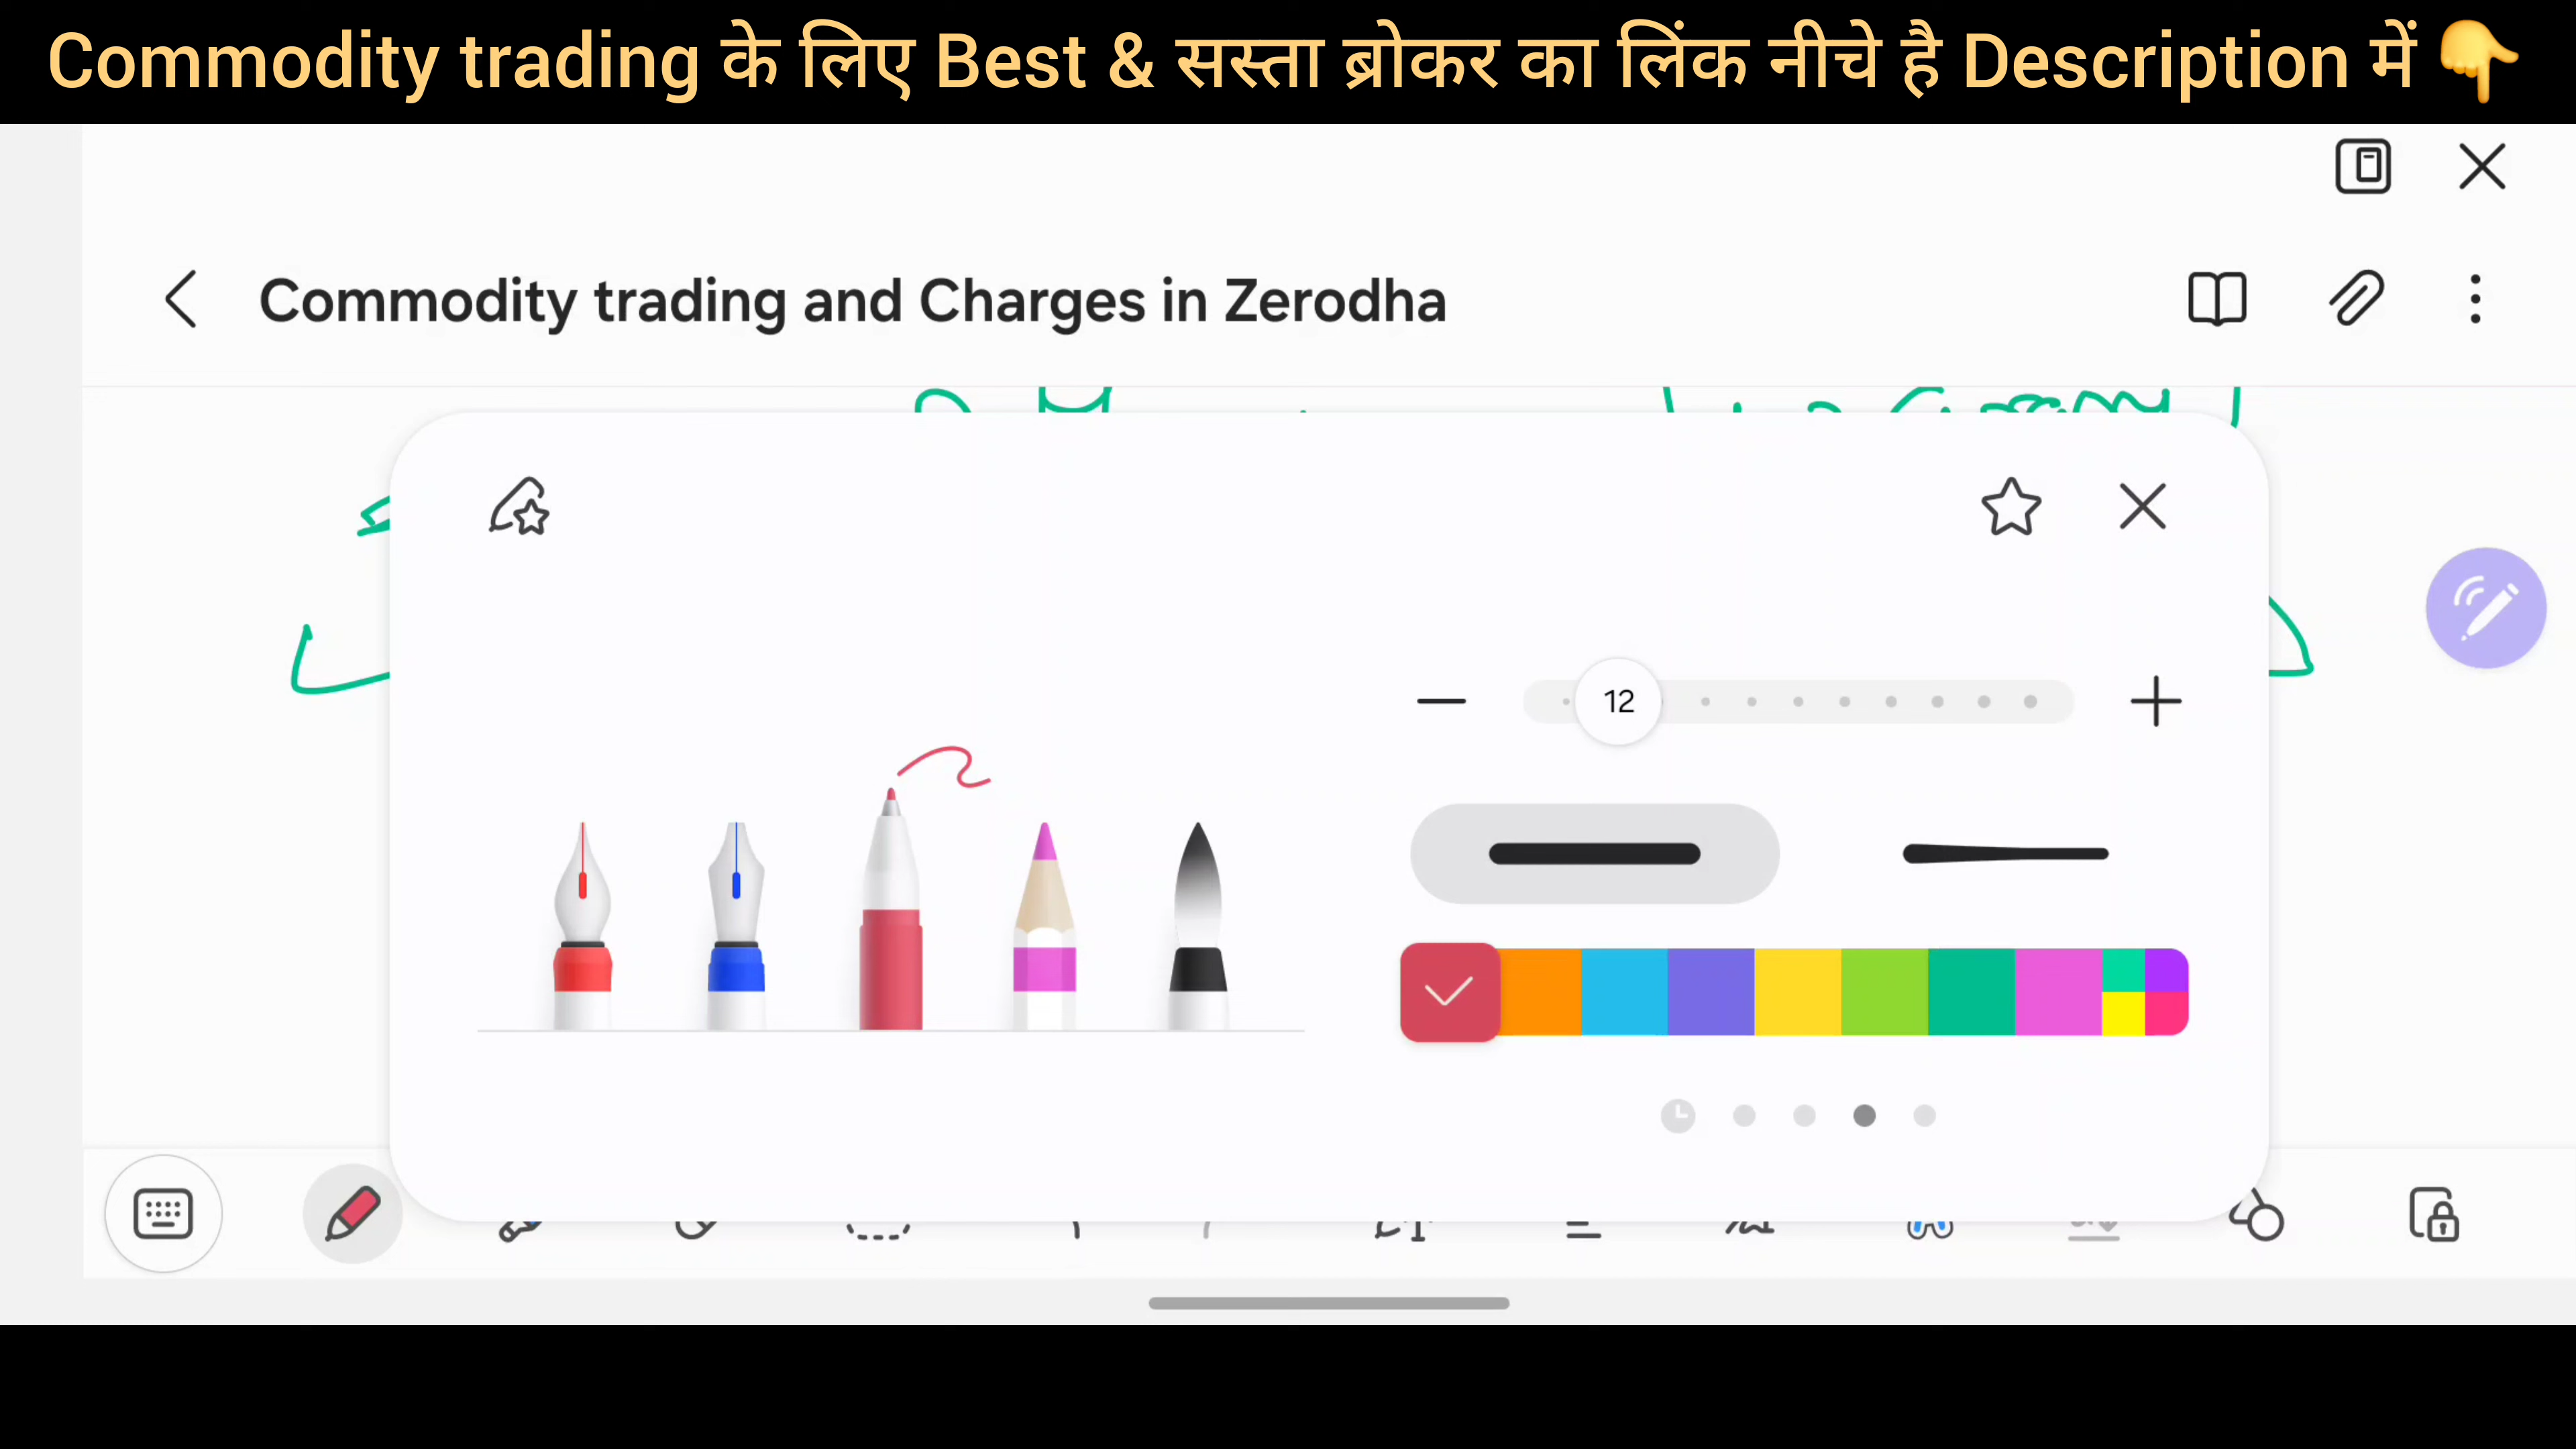 Commodity trading के लिए Best & सस्ता ब्रोकर का लिंक नीचे है Description में 👇
Commodity trading and Charges in Zerodha
12